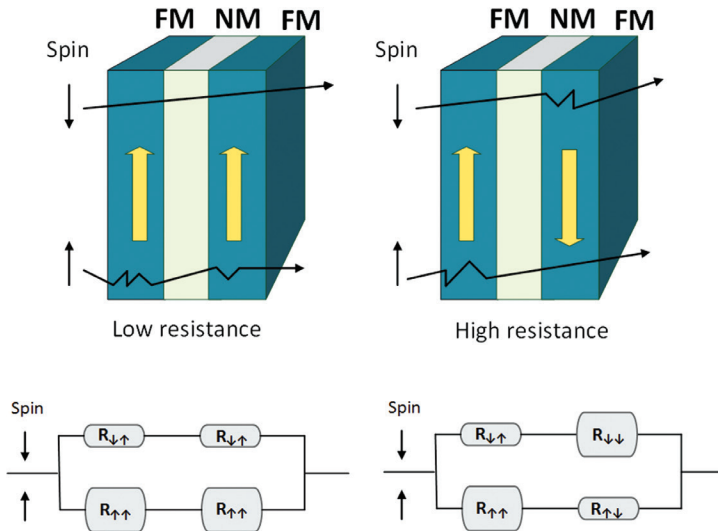 FM NM FM
FM NM FM
Spin
Spin
Low resistance
High resistance
Spin
R↓↑
R↓↑
R↑↑
R↑↑
Spin
R↓↑
R↓↓
R↑↑
R↑↓